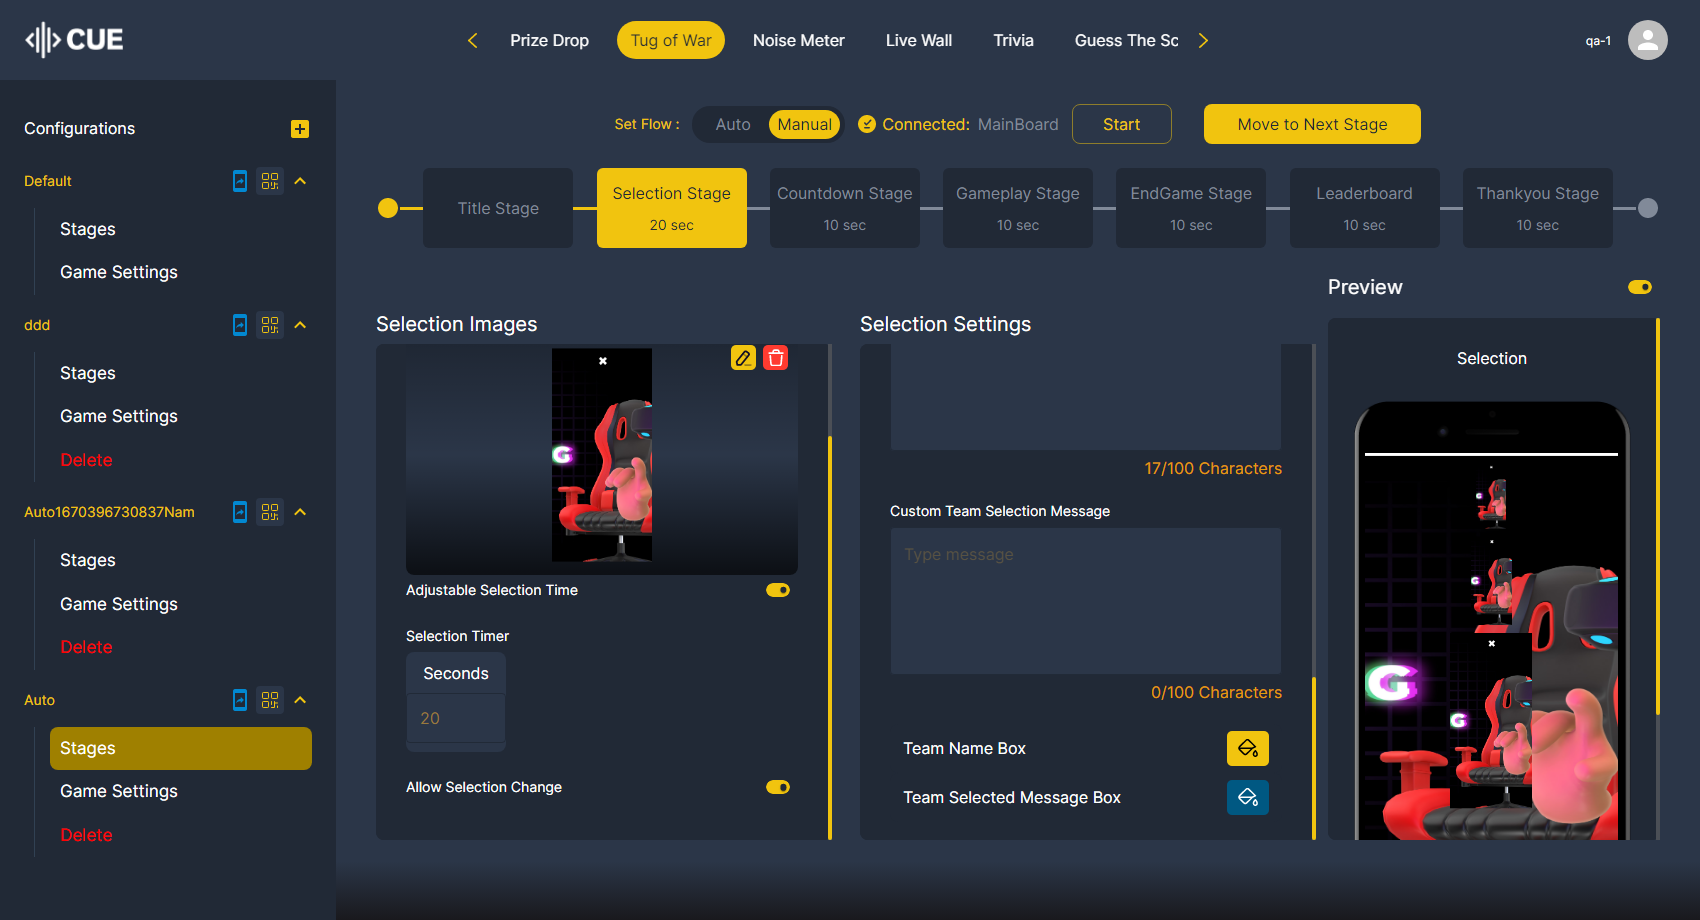 CUE
Prize Drop
Tug of War
Noise Meter
Live Wall
Trivia
Guess The Sc
qa-1
Configurations
Default
Stages
Game Settings
ddd
Stages
Game Settings
Delete
Auto1670396730837Nam
Stages
Game Settings
Delete
Auto
Stages
Game Settings
Delete
Set Flow :
Auto
Manual
Connected: MainBoard
Start
Move to Next Stage
Title Stage
Selection Stage
20 sec
Countdown Stage
10 sec
Gameplay Stage
10 sec
EndGame Stage
10 sec
Leaderboard
10 sec
Thankyou Stage
10 sec
Selection Images
G
Adjustable Selection Time
Selection Timer
Seconds
20
Allow Selection Change
Selection Settings
17/100 Characters
Custom Team Selection Message
Type message
0/100 Characters
Team Name Box
Team Selected Message Box
Preview
Selection
G
G
G
G